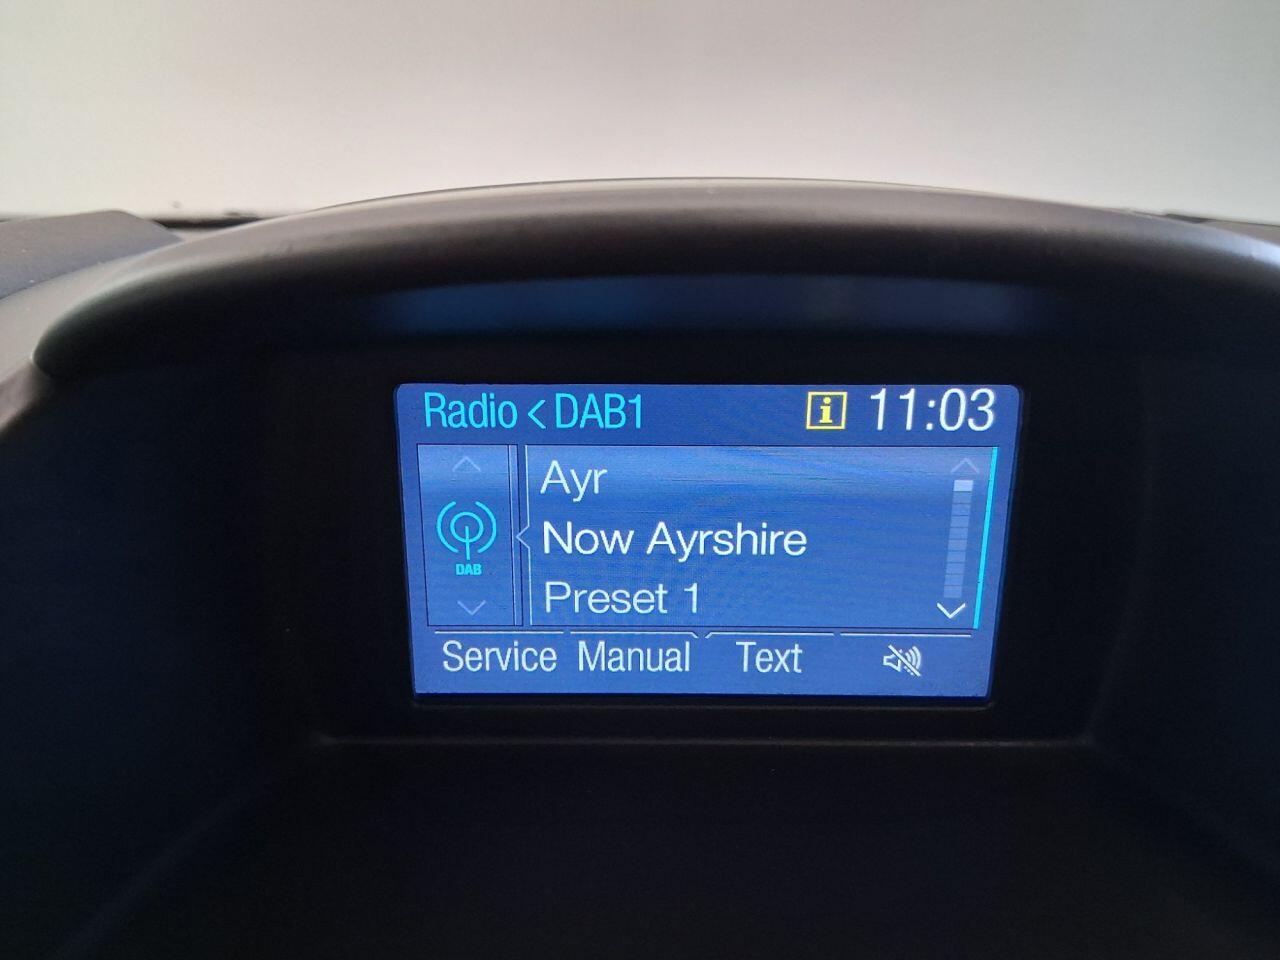 Radio < DAB1 i 11:03
Ayr
DAB
Now Ayrshire
Preset 1
Service Manual Text